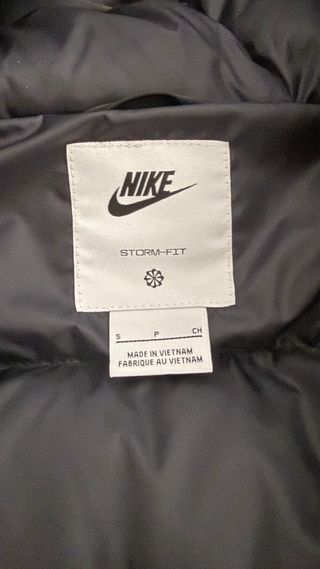 NIKE
STORM-FIT
S P CH
MADE IN VIETNAM
FABRIQUE AU VIETNAM